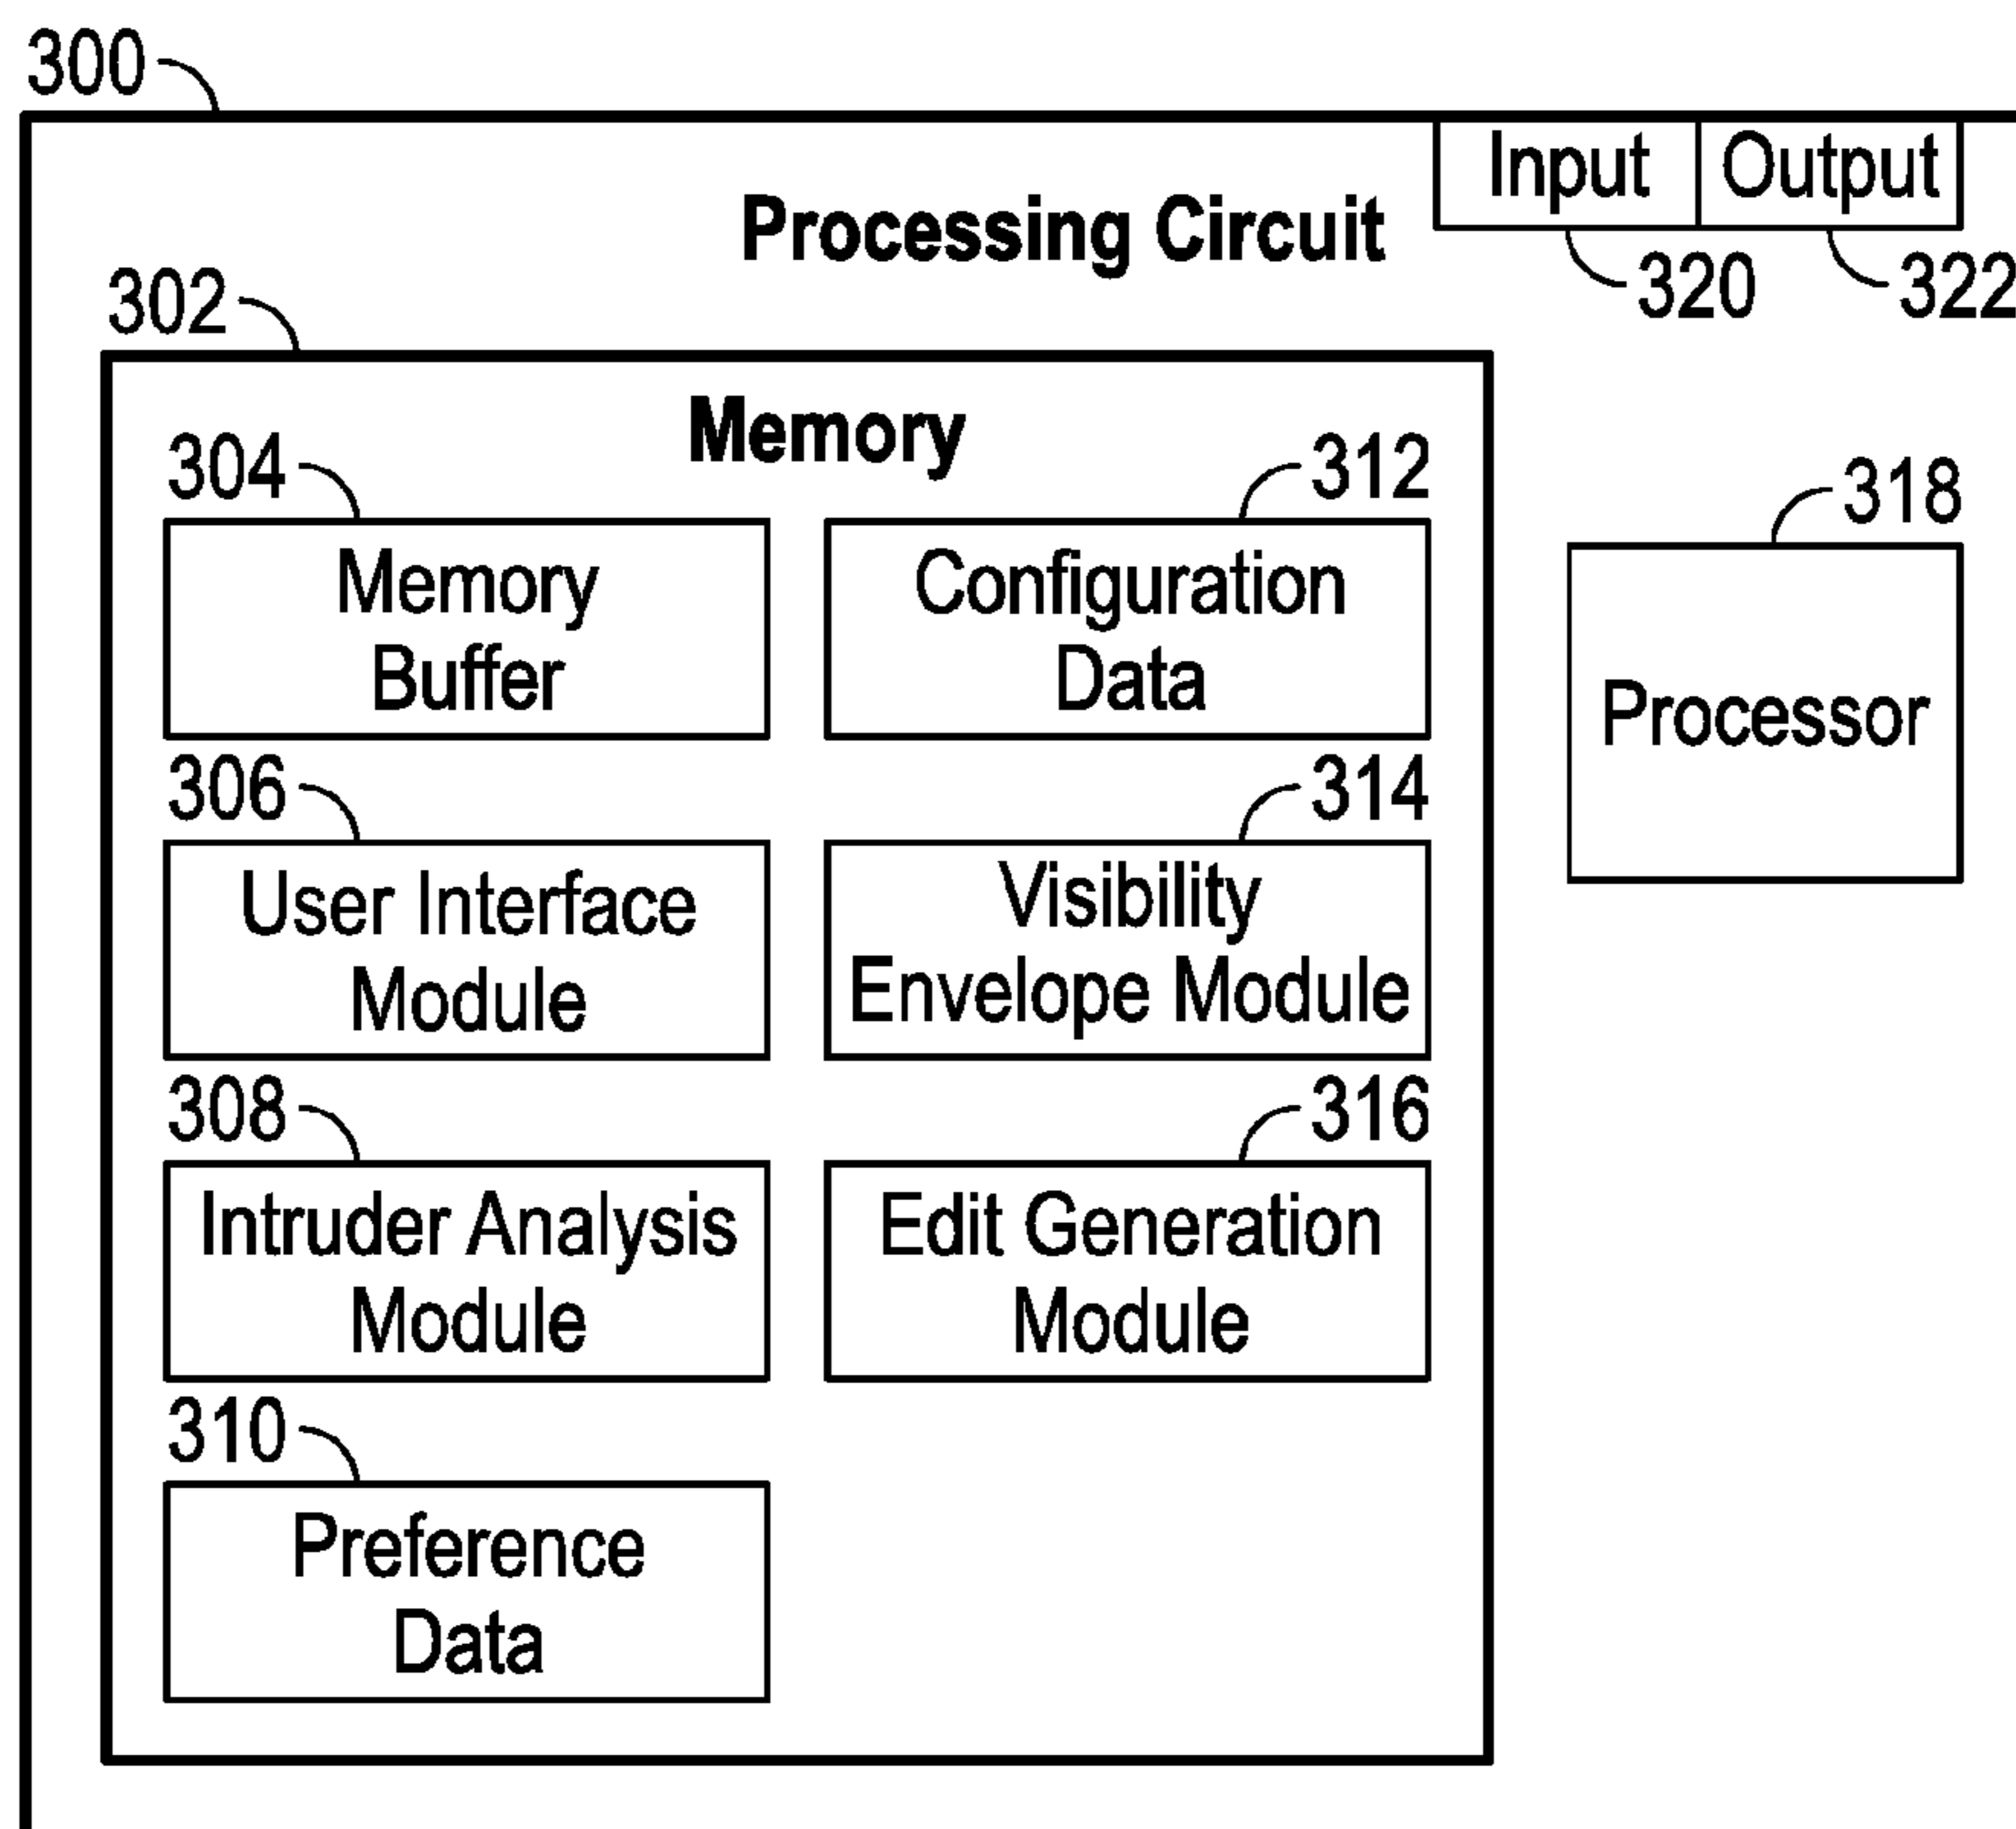 300
Input
Output
Processing Circuit
320
322
302
Memory
304
312
318
Memory
Buffer
Configuration
Data
Processor
306
314
User Interface
Module
Visibility
Envelope Module
308
316
Intruder Analysis
Module
Edit Generation
Module
310
Preference
Data